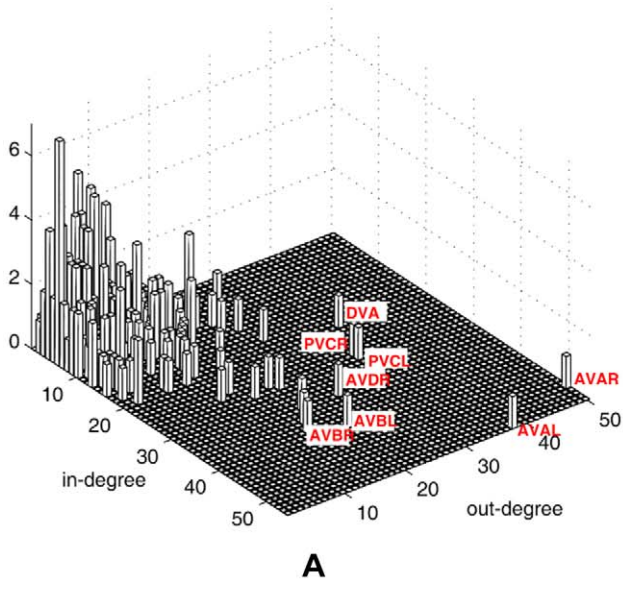 6
4
2
0
DVA
PVCR
PVCL
AVDR
AVAR
AVBL
AVBR
AVAL
10
20
30
40
50
in-degree
10
20
30
40
50
out-degree
A